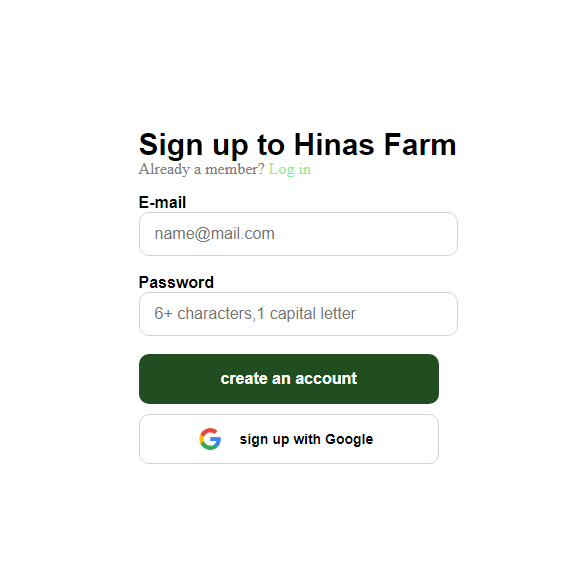 Sign up to Hinas Farm
Already a member? Log in
E-mail
name@mail.com
Password
6+ characters,1 capital letter
create an account
sign up with Google